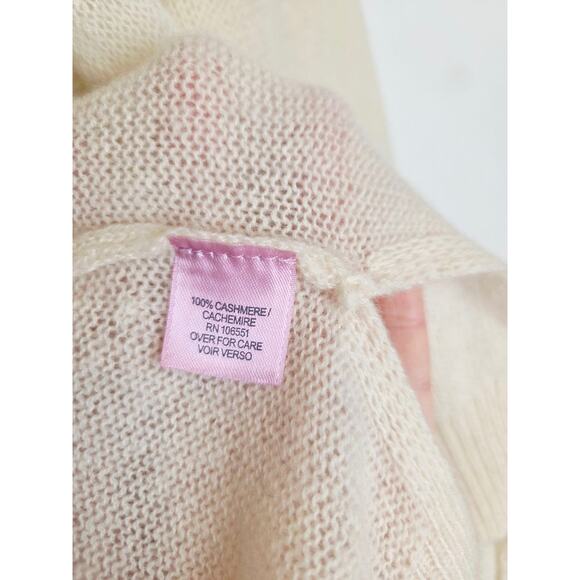 100% CASHMERE/
CACHEMIRE
RN 106551
OVER FOR CARE
VOIR VERSO